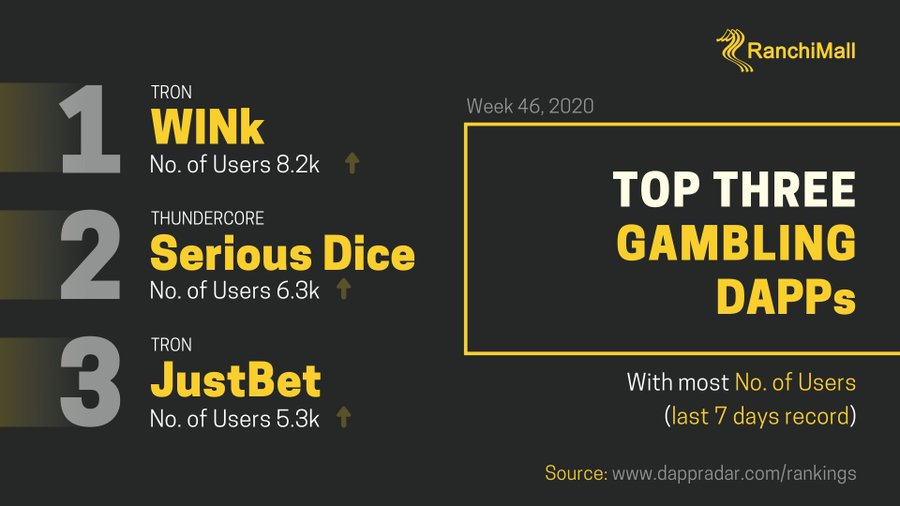 RanchiMall
1
TRON
WINk
No. of Users 8.2k
2
THUNDERCORE
Serious Dice
No. of Users 6.3k
3
TRON
JustBet
No. of Users 5.3k
Week 46, 2020
TOP THREE
GAMBLING
DAPPs
With most No. of Users
(last 7 days record)
Source: www.dappradar.com/rankings